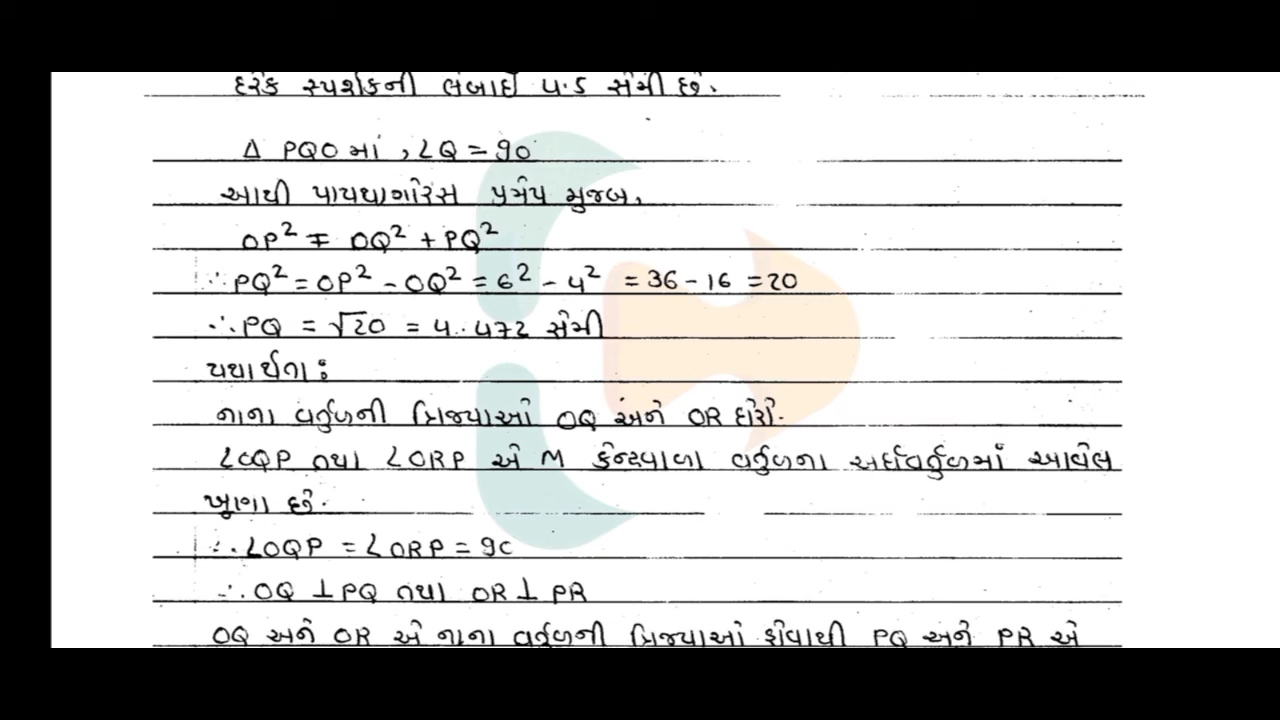 દરેક સ્પર્શકની લંબાઈ ૫.૬ સેમી છે.
Δ PQO માં , ∠Q = 90
આથી પાયથાગોરસ પ્રમેય મુજબ,
OP² = OQ² + PQ²
∴ PQ² = OP² - OQ² = 6² - 4² = 36 - 16 = 20
∴ PQ = √20 = 4.472 સેમી
યથાર્થતા:
નાના વર્તુળની ત્રિજ્યાઓ OQ અને OR દોરો.
∠OQP તથા ∠ORP એ M કેન્દ્રવાળા વર્તુળના અર્ધવર્તુળમાં આવેલ
ખૂણા છે.
∴ ∠OQP = ∠ORP = 90
∴ OQ ⊥ PQ તથા OR ⊥ PR
OQ અને OR એ નાના વર્તુળની ત્રિજ્યાઓ હોવાથી PQ અને PR એ